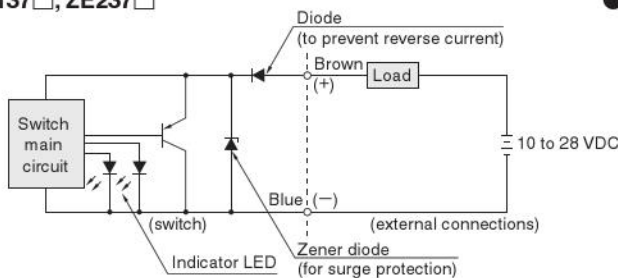 ZE237□
Diode
(to prevent reverse current)
Brown
(+)
Load
Switch
main
circuit
10 to 28 VDC
Blue
(−)
(switch)
(external connections)
Indicator LED
Zener diode
(for surge protection)